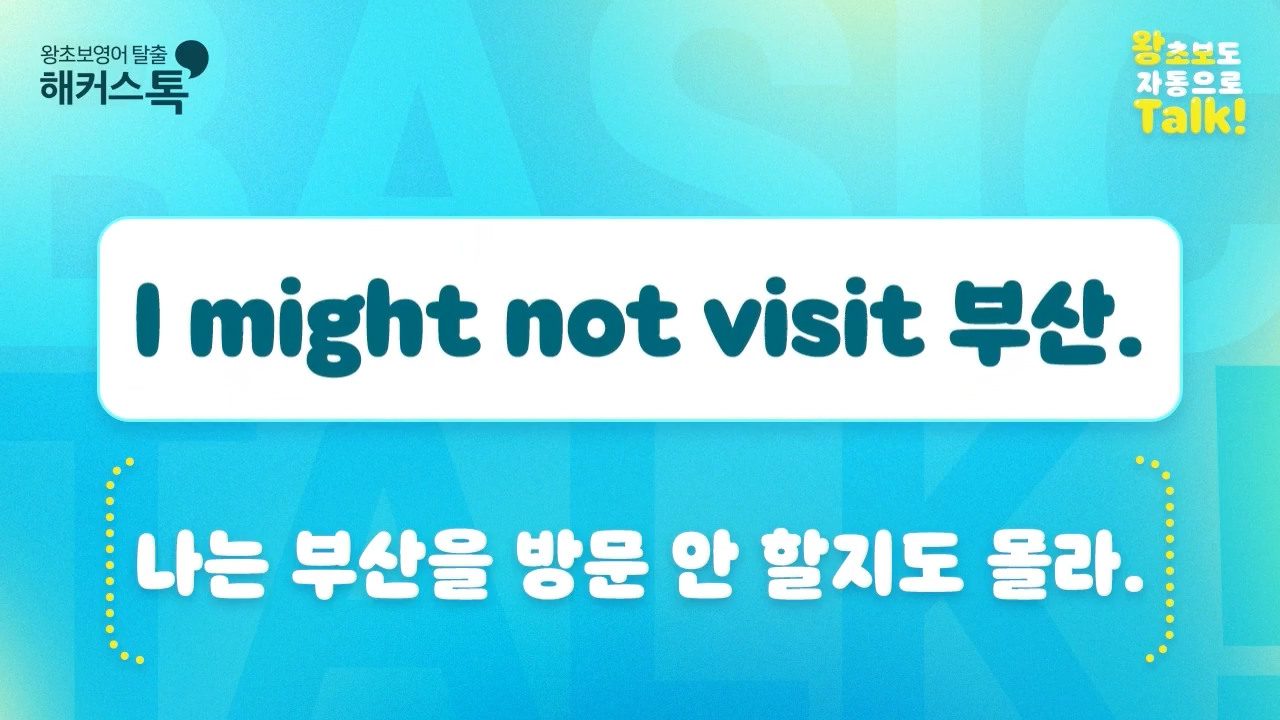 왕초보영어 탈출
해커스톡
왕초보도
자동으로
Talk!
I might not visit 부산.
나는 부산을 방문 안 할지도 몰라.
BASIC
TALK!